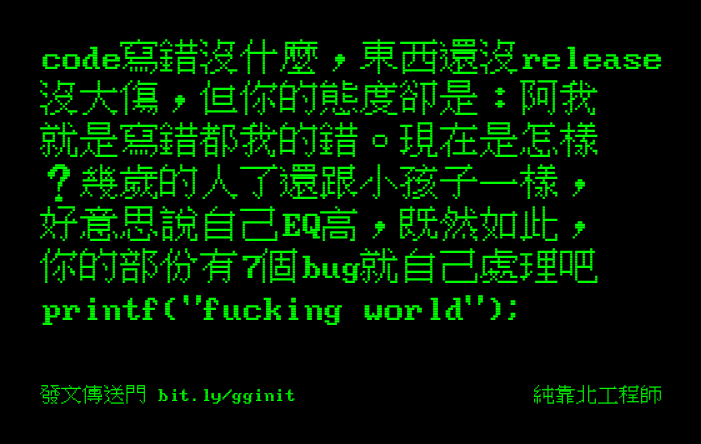 code寫錯沒什麼，東西還沒release
沒大傷，但你的態度卻是：阿我
就是寫錯都我的錯。現在是怎樣
？幾歲的人了還跟小孩子一樣，
好意思說自己EQ高，既然如此，
你的部份有7個bug就自己處理吧
printf("fucking world");
發文傳送門 bit.ly/gginit
純靠北工程師